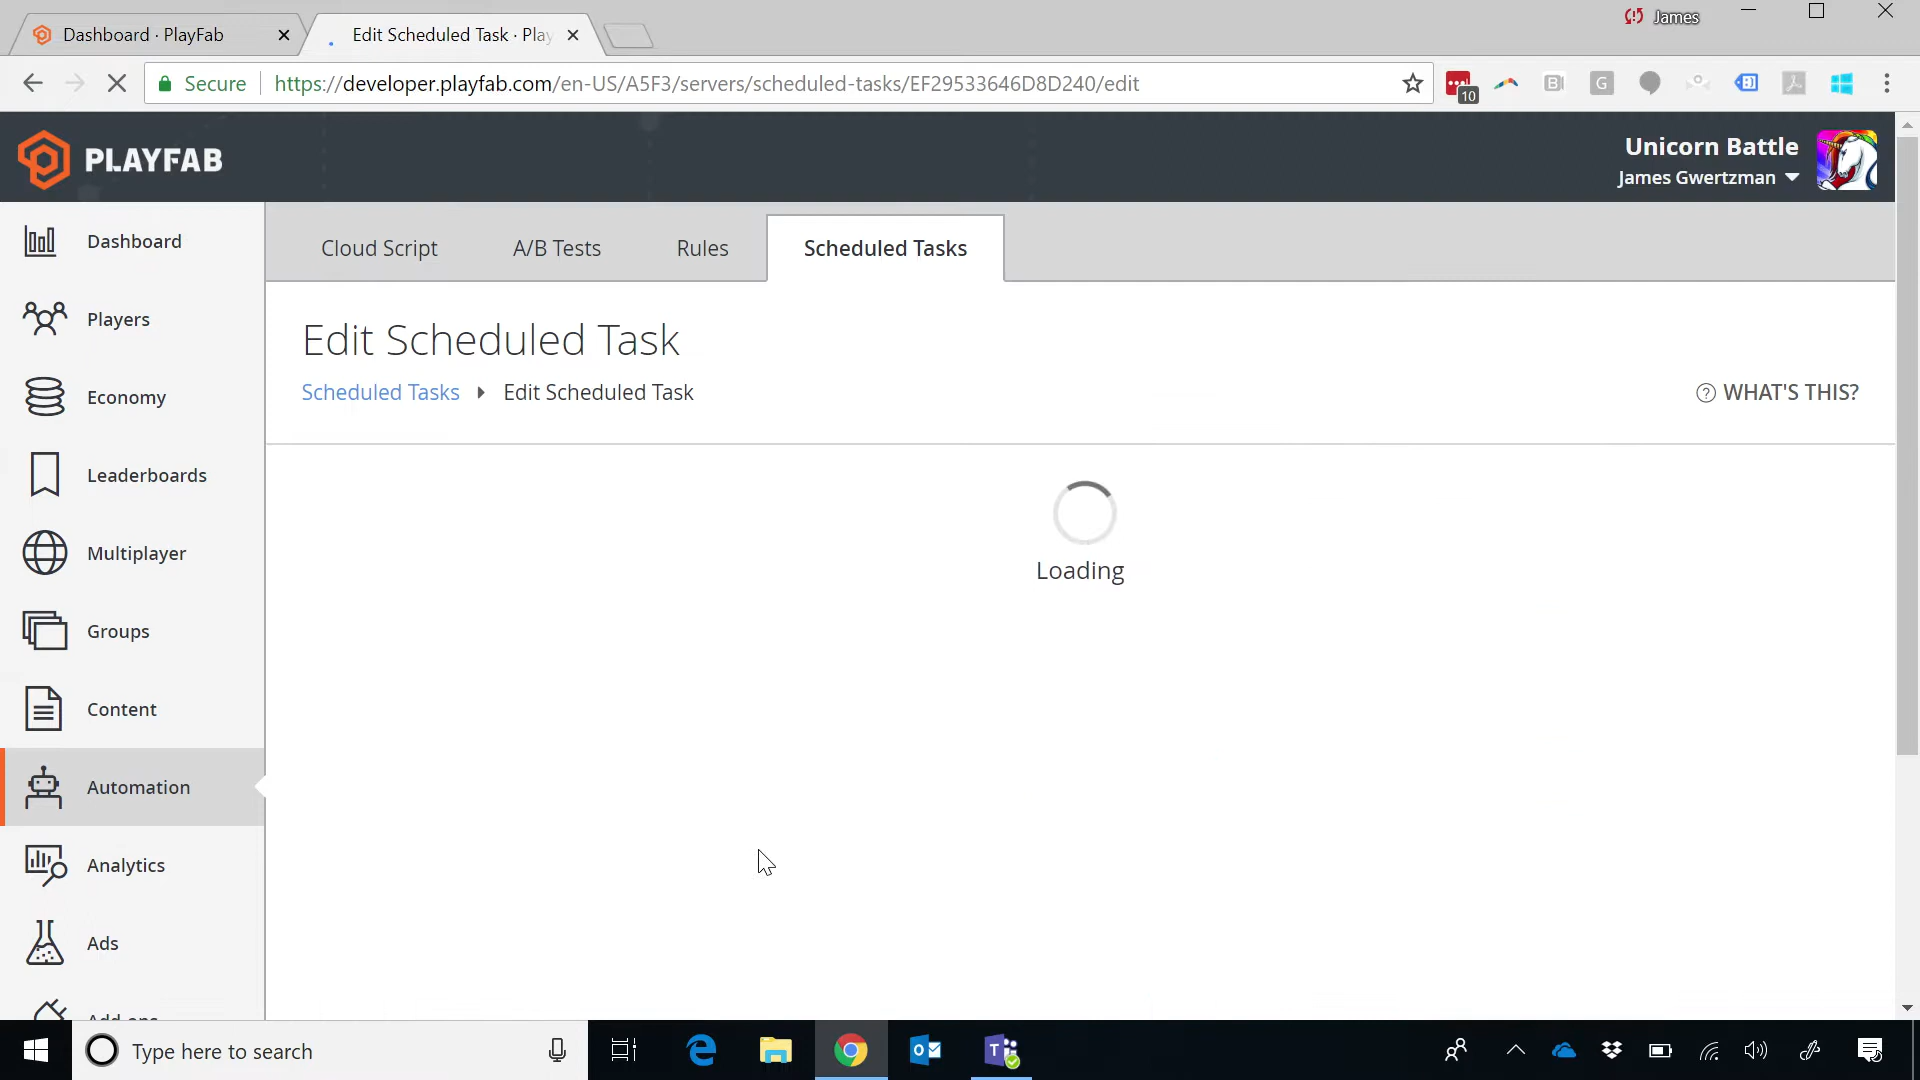 Dashboard · PlayFab
Edit Scheduled Task · Play
James
Secure
https://developer.playfab.com/en-US/A5F3/servers/scheduled-tasks/EF29533646D8D240/edit
10
PLAYFAB
Unicorn Battle
James Gwertzman
Dashboard
Players
Economy
Leaderboards
Multiplayer
Groups
Content
Automation
Analytics
Ads
Add-ons
Cloud Script
A/B Tests
Rules
Scheduled Tasks
Edit Scheduled Task
Scheduled Tasks
Edit Scheduled Task
? WHAT'S THIS?
Loading
Type here to search